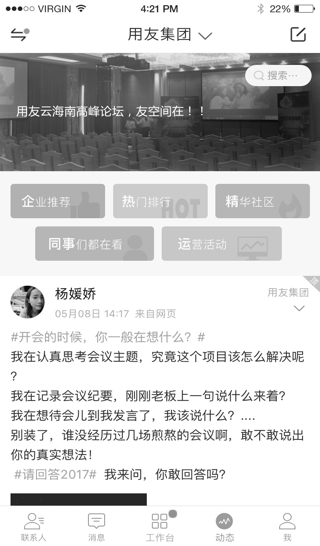 VIRGIN 4:21 PM 22%
用友集团
搜索...
用友云海南高峰论坛，友空间在！！
企业推荐 热门排行 精华社区
HOT
同事们都在看 运营活动
杨媛娇 用友集团
05月08日 14:17 来自网页
#开会的时候，你一般在想什么？#
我在认真思考会议主题，究竟这个项目该怎么解决呢
？
我在记录会议纪要，刚刚老板上一句说什么来着？
我在想待会儿到我发言了，我该说什么？....
别装了，谁没经历过几场煎熬的会议啊，敢不敢说出
你的真实想法！
#请回答2017# 我来问，你敢回答吗？
联系人 消息 工作台 动态 我